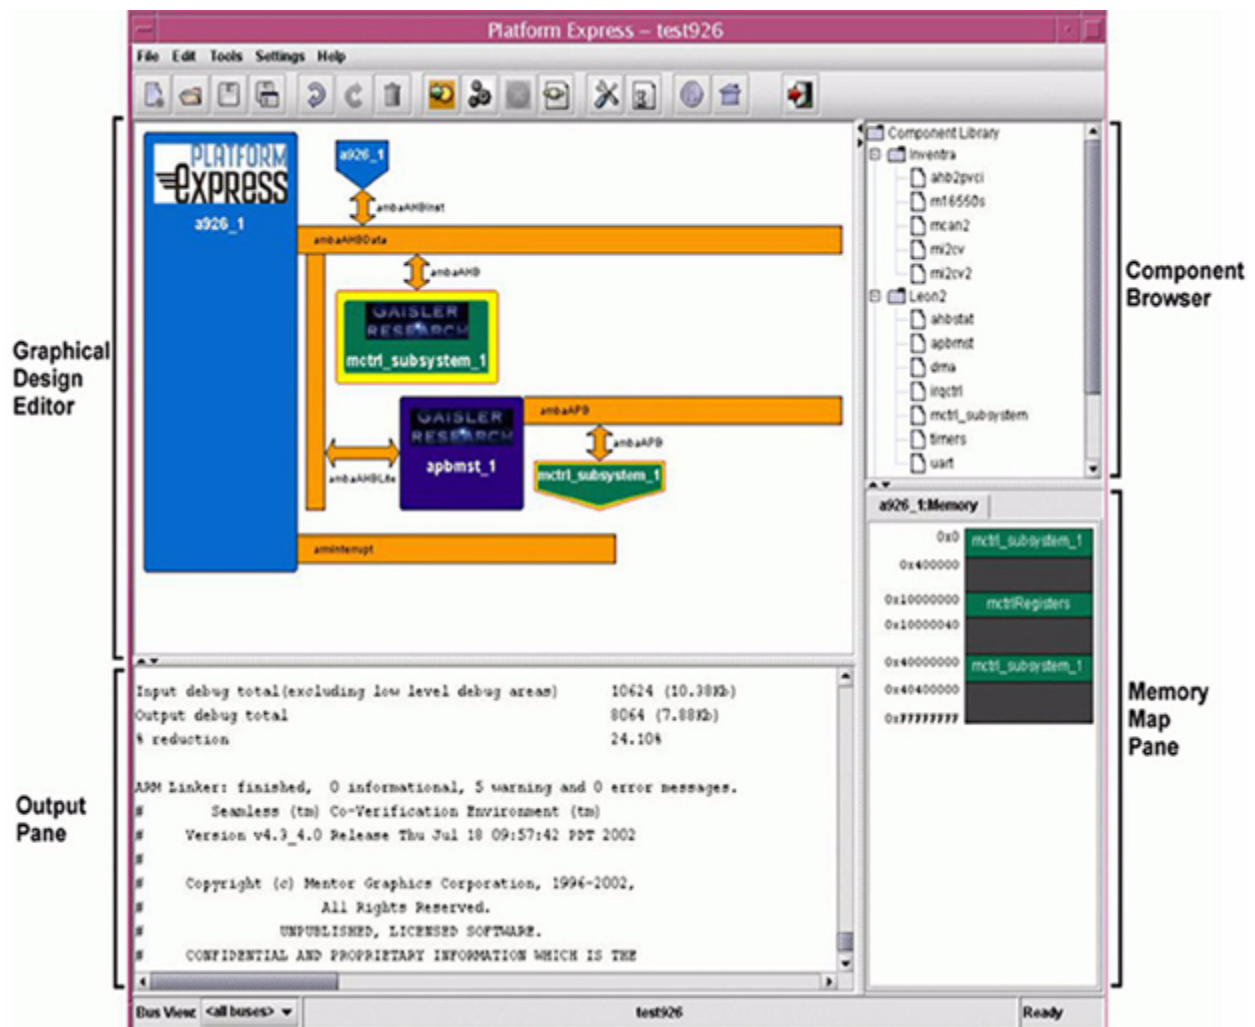 Platform Express – test926
File Edit Tools Settings Help
Graphical
Design
Editor
PLATFORM
express
a926_1
a926_1
ambaAHBInst
ambaAHBData
ambaAHB
GAISLER
RESEARCH
mctrl_subsystem_1
ambaAHBLite
GAISLER
RESEARCH
apbmst_1
ambaAPB
ambaAPB
mctrl_subsystem_1
armInterrupt
Component Library
Inventra
ahb2pvci
m16550s
mcan2
mi2cv
mi2cv2
Leon2
ahbstat
apbmst
dma
irqctrl
mctrl_subsystem
timers
uart
Component
Browser
a926_1:Memory
0x0 mctrl_subsystem_1
0x400000
0x10000000 mctrlRegisters
0x10000040
0x40000000 mctrl_subsystem_1
0x40400000
Memory
Map
Pane
Output
Pane
Input debug total(excluding low level debug areas) 10624 (10.38Kb)
Output debug total 8064 (7.88Kb)
% reduction 24.10%
ARM Linker: finished, 0 informational, 5 warning and 0 error messages.
# Seamless (tm) Co-Verification Environment (tm)
# Version v4.3_4.0 Release Thu Jul 18 09:57:42 PDT 2002
#
# Copyright (c) Mentor Graphics Corporation, 1996-2002,
# All Rights Reserved.
# UNPUBLISHED, LICENSED SOFTWARE.
# CONFIDENTIAL AND PROPRIETARY INFORMATION WHICH IS THE
Bus View: <all buses> test926 Ready